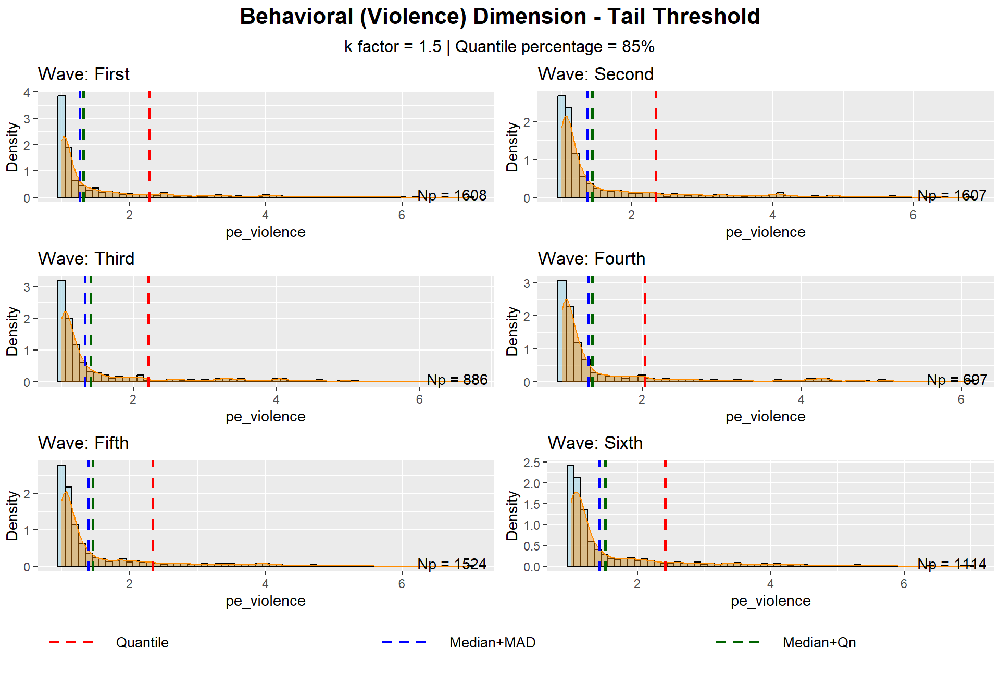 Behavioral (Violence) Dimension - Tail Threshold
k factor = 1.5 | Quantile percentage = 85%
Wave: First
4
3
2
1
0
Density
Np = 1608
2 4 6
pe_violence
Wave: Second
2
1
0
Density
Np = 1607
2 4 6
pe_violence
Wave: Third
3
2
1
0
Density
Np = 886
2 4 6
pe_violence
Wave: Fourth
3
2
1
0
Density
Np = 697
2 4 6
pe_violence
Wave: Fifth
2
1
0
Density
Np = 1524
2 4 6
pe_violence
Wave: Sixth
2.5
2.0
1.5
1.0
0.5
0.0
Density
Np = 1114
2 4 6
pe_violence
Quantile
Median+MAD
Median+Qn